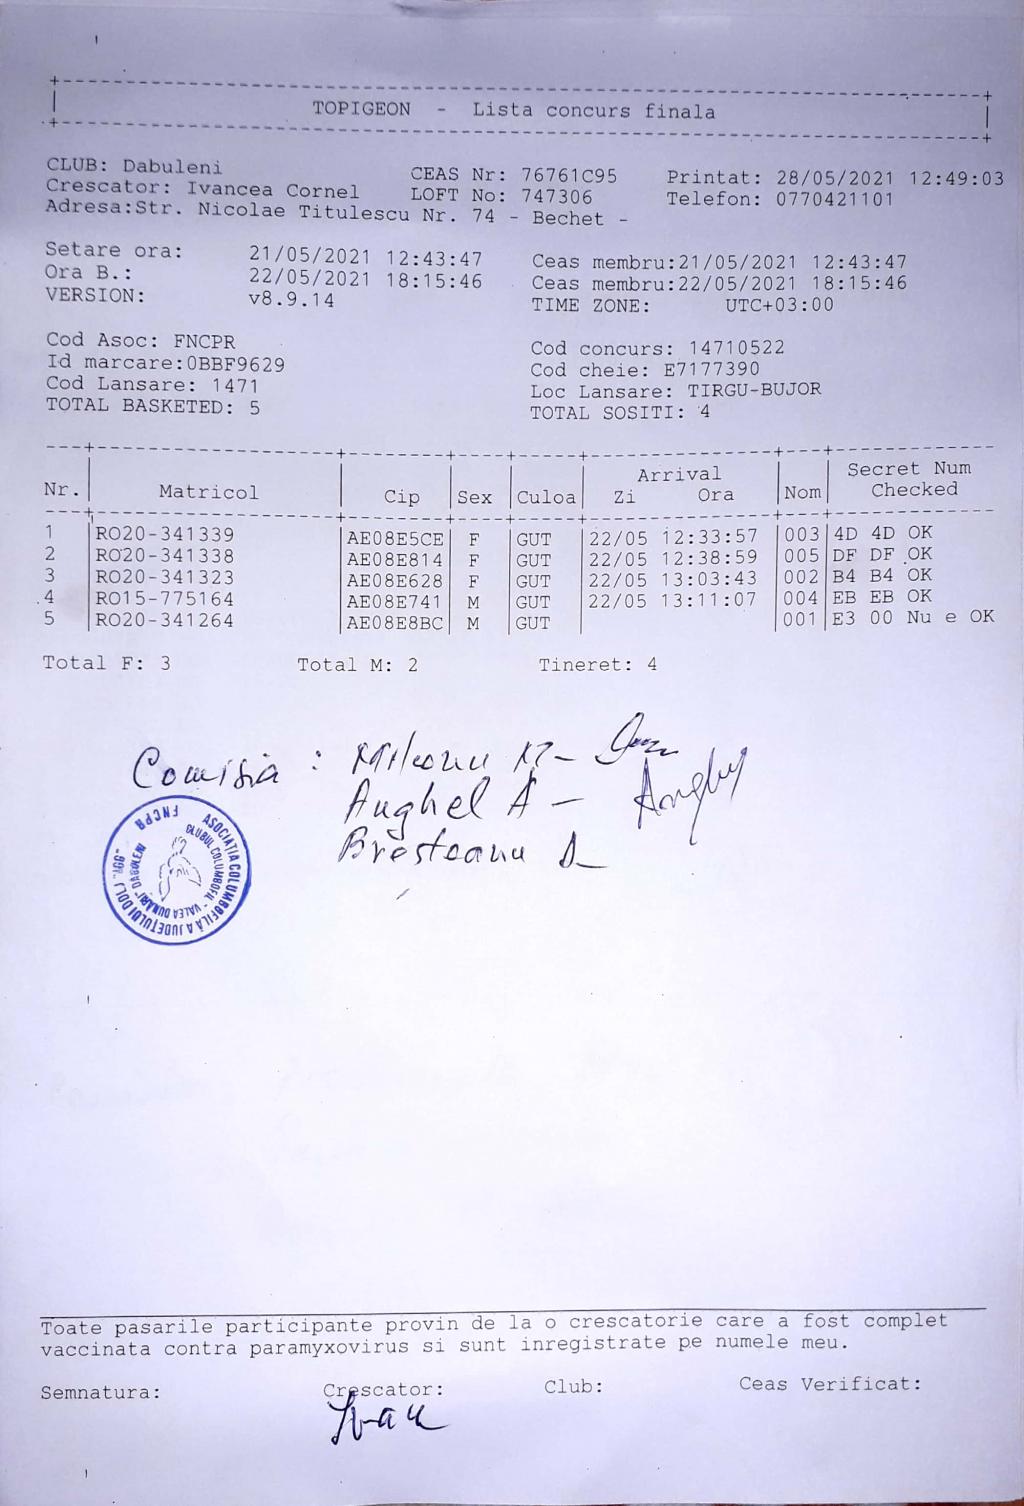 TOPIGEON - Lista concurs finala
CLUB: Dabuleni CEAS Nr: 76761C95 Printat: 28/05/2021 12:49:03
Crescator: Ivancea Cornel LOFT No: 747306 Telefon: 0770421101
Adresa:Str. Nicolae Titulescu Nr. 74 - Bechet -
Setare ora: 21/05/2021 12:43:47 Ceas membru:21/05/2021 12:43:47
Ora B.: 22/05/2021 18:15:46 Ceas membru:22/05/2021 18:15:46
VERSION: v8.9.14 TIME ZONE: UTC+03:00
Cod Asoc: FNCPR Cod concurs: 14710522
Id marcare:0BBF9629 Cod cheie: E7177390
Cod Lansare: 1471 Loc Lansare: TIRGU-BUJOR
TOTAL BASKETED: 5 TOTAL SOSITI: 4
Arrival Secret Num
Nr. Matricol Cip Sex Culoa Zi Ora Nom Checked
1 RO20-341339 AE08E5CE F GUT 22/05 12:33:57 003 4D 4D OK
2 RO20-341338 AE08E814 F GUT 22/05 12:38:59 005 DF DF OK
3 RO20-341323 AE08E628 F GUT 22/05 13:03:43 002 B4 B4 OK
4 RO15-775164 AE08E741 M GUT 22/05 13:11:07 004 EB EB OK
5 RO20-341264 AE08E8BC M GUT 001 E3 00 Nu e OK
Total F: 3 Total M: 2 Tineret: 4
Comisia :
Anghel A -
Bresteanu
ASOCIATIA COLUMBOFILĂ A JUDEŢULUI DOLJ FNCPR
CLUBUL COLUMBOFIL
Toate pasarile participante provin de la o crescatorie care a fost complet
vaccinata contra paramyxovirus si sunt inregistrate pe numele meu.
Semnatura: Crescator: Club: Ceas Verificat: